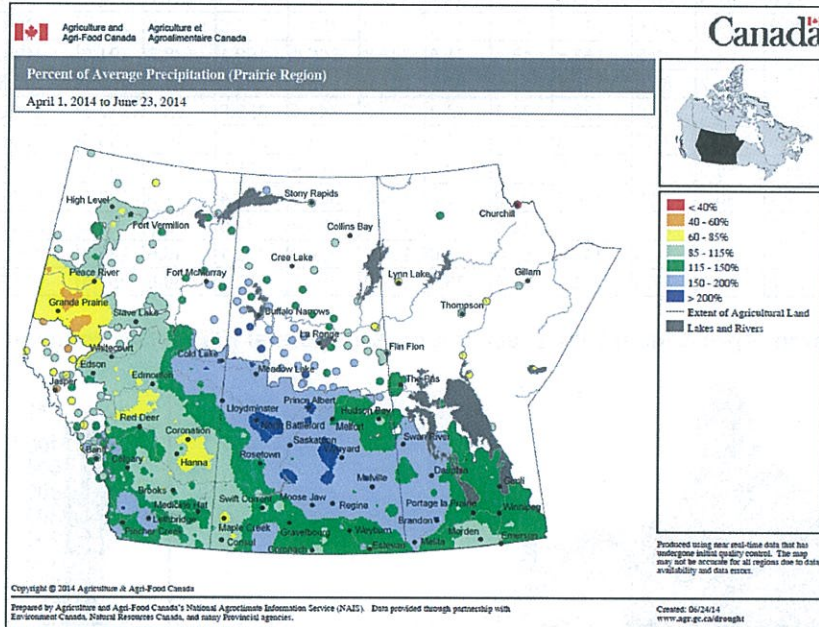 Agriculture and Agriculture et
Agri-Food Canada Agroalimentaire Canada
Canada
Percent of Average Precipitation (Prairie Region)
April 1, 2014 to June 23, 2014
High Level
Fort Vermilion
Stony Rapids
Collins Bay
Churchill
Peace River
Fort McMurray
Cree Lake
Lynn Lake
Gillam
Grande Prairie
Slave Lake
Buffalo Narrows
Thompson
La Ronge
Whitecourt
Flin Flon
Cold Lake
Edson
Meadow Lake
The Pas
Jasper
Edmonton
Prince Albert
Lloydminster
Hudson Bay
Red Deer
North Battleford
Melfort
Coronation
Saskatoon
Swan River
Banff
Hanna
Rosetown
Wynyard
Calgary
Dauphin
Melville
Gimli
Brooks
Swift Current
Moose Jaw
Regina
Portage la Prairie
Winnipeg
Medicine Hat
Brandon
Lethbridge
Maple Creek
Gravelbourg
Weyburn
Morden
Pincher Creek
Consul
Coronach
Estevan
Melita
Emerson
< 40%
40 - 60%
60 - 85%
85 - 115%
115 - 150%
150 - 200%
> 200%
Extent of Agricultural Land
Lakes and Rivers
Produced using near real-time data that has
undergone initial quality control. The map
may not be accurate for all regions due to data
availability and data errors.
Copyright © 2014 Agriculture & Agri-Food Canada
Prepared by Agriculture and Agri-Food Canada's National Agroclimate Information Service (NAIS). Data provided through partnership with
Environment Canada, Natural Resources Canada, and many Provincial agencies.
Created: 06/24/14
www.agr.gc.ca/drought